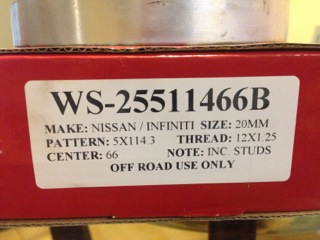 WS-25511466B
MAKE: NISSAN / INFINITI SIZE: 20MM
PATTERN: 5X114.3 THREAD: 12X1.25
CENTER: 66 NOTE: INC. STUDS
OFF ROAD USE ONLY